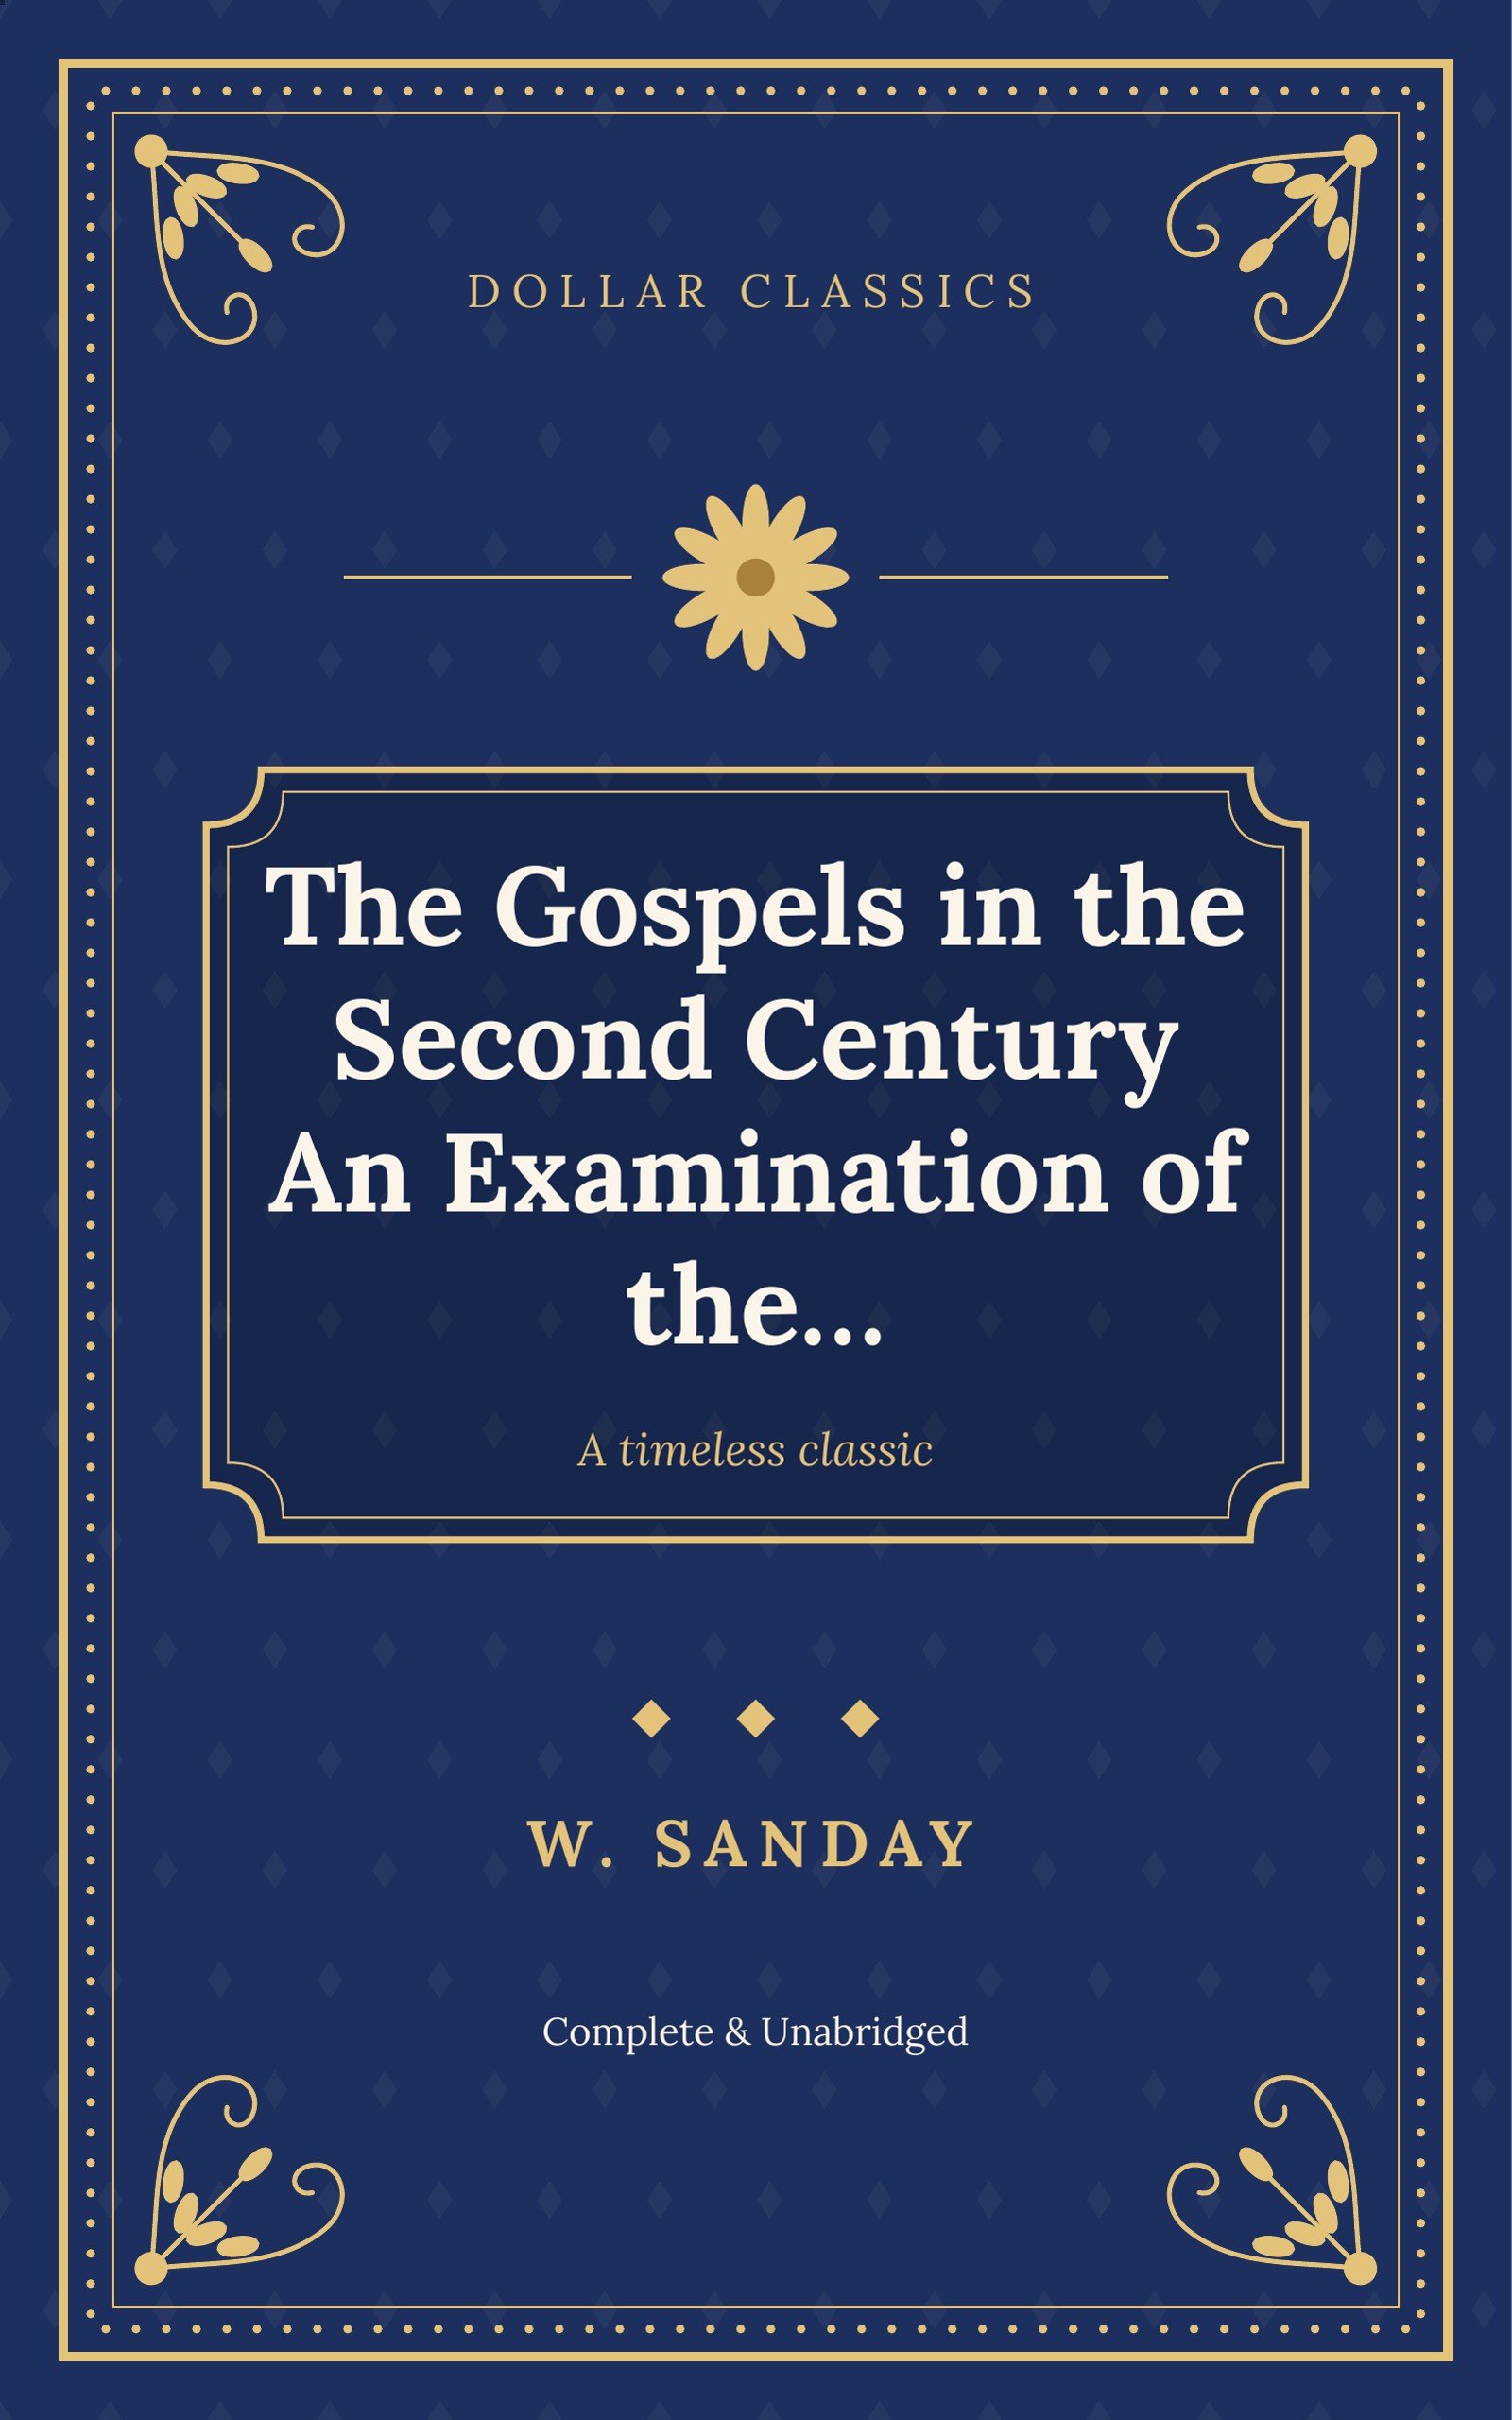 DOLLAR CLASSICS
The Gospels in the
Second Century
An Examination of
the...
A timeless classic
W. SANDAY
Complete & Unabridged